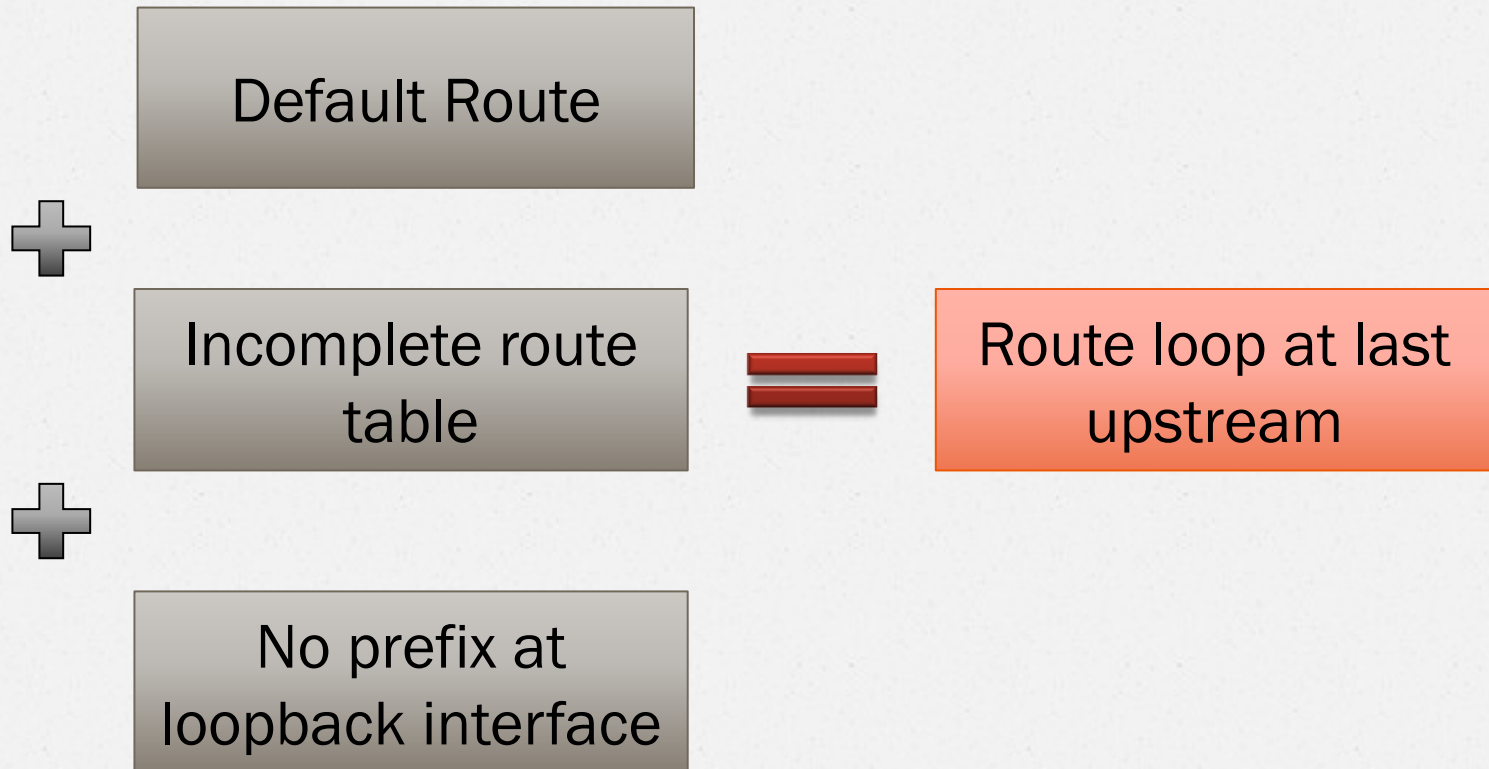 Default Route
Incomplete route
table
Route loop at last
upstream
No prefix at
loopback interface